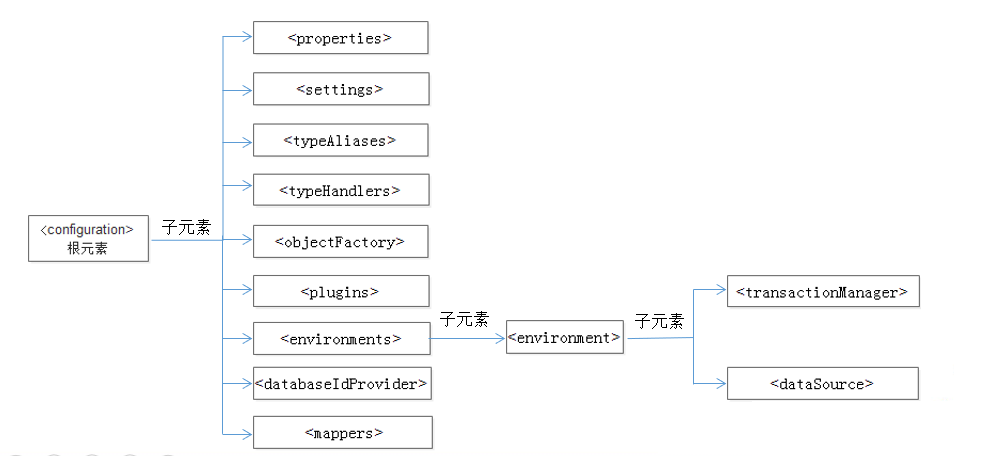 <properties>
<settings>
<typeAliases>
<typeHandlers>
<configuration>
根元素
子元素
<objectFactory>
<plugins>
<environments>
子元素
<environment>
子元素
<transactionManager>
<databaseIdProvider>
<dataSource>
<mappers>